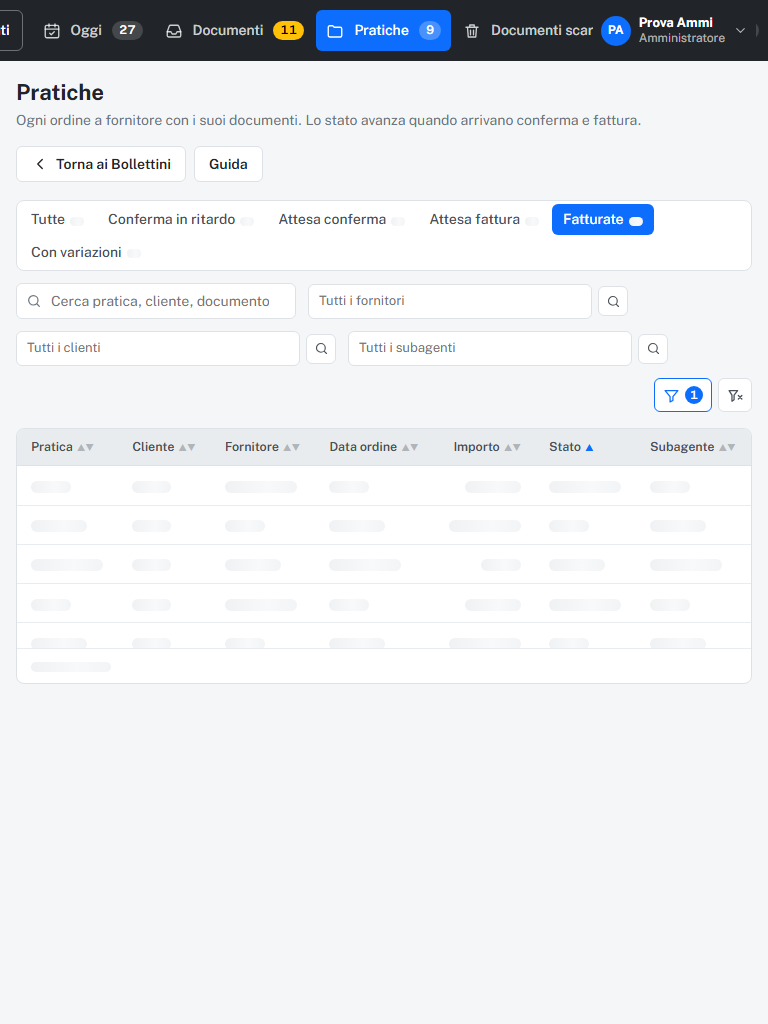 ti Oggi 27 Documenti 11 Pratiche 9 Documenti scar PA Prova Ammi
Amministratore
Pratiche
Ogni ordine a fornitore con i suoi documenti. Lo stato avanza quando arrivano conferma e fattura.
Torna ai Bollettini Guida
Tutte Conferma in ritardo Attesa conferma Attesa fattura Fatturate
Con variazioni
Cerca pratica, cliente, documento Tutti i fornitori
Tutti i clienti Tutti i subagenti
1
Pratica Cliente Fornitore Data ordine Importo Stato Subagente